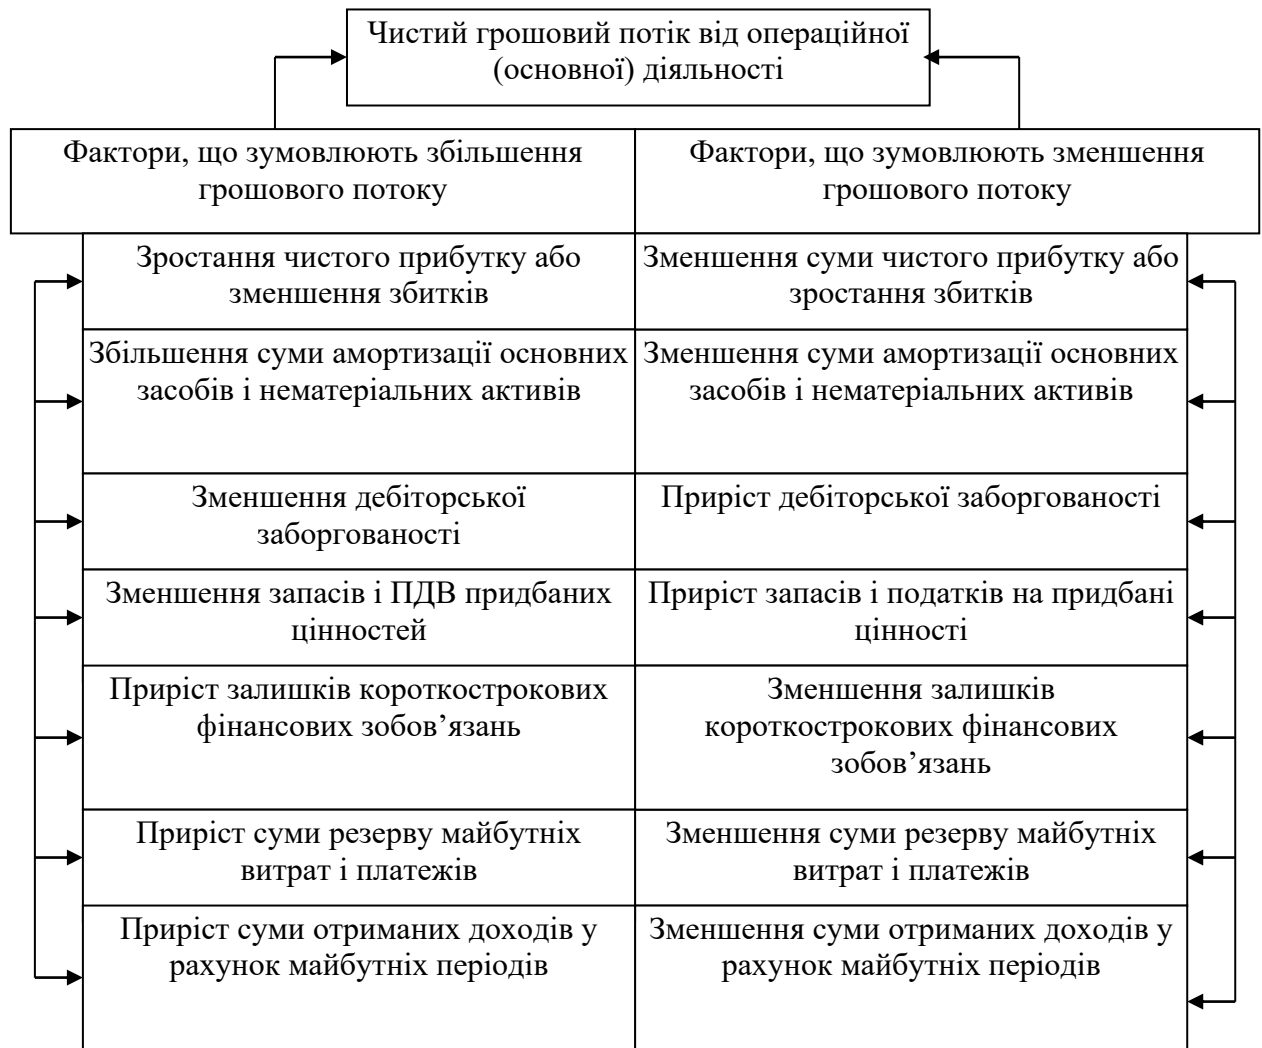 Чистий грошовий потік від операційної
(основної) діяльності
Фактори, що зумовлюють збільшення
грошового потоку
Фактори, що зумовлюють зменшення
грошового потоку
Зростання чистого прибутку або
зменшення збитків
Зменшення суми чистого прибутку або
зростання збитків
Збільшення суми амортизації основних
засобів і нематеріальних активів
Зменшення суми амортизації основних
засобів і нематеріальних активів
Зменшення дебіторської
заборгованості
Приріст дебіторської заборгованості
Зменшення запасів і ПДВ придбаних
цінностей
Приріст запасів і податків на придбані
цінності
Приріст залишків короткострокових
фінансових зобов’язань
Зменшення залишків
короткострокових фінансових
зобов’язань
Приріст суми резерву майбутніх
витрат і платежів
Зменшення суми резерву майбутніх
витрат і платежів
Приріст суми отриманих доходів у
рахунок майбутніх періодів
Зменшення суми отриманих доходів у
рахунок майбутніх періодів